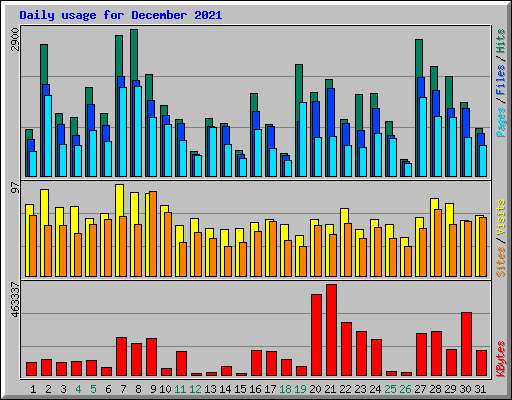 Daily usage for December 2021
2900
Pages / Files / Hits
97
Sites / Visits
463337
KBytes
1 2 3 4 5 6 7 8 9 10 11 12 13 14 15 16 17 18 19 20 21 22 23 24 25 26 27 28 29 30 31